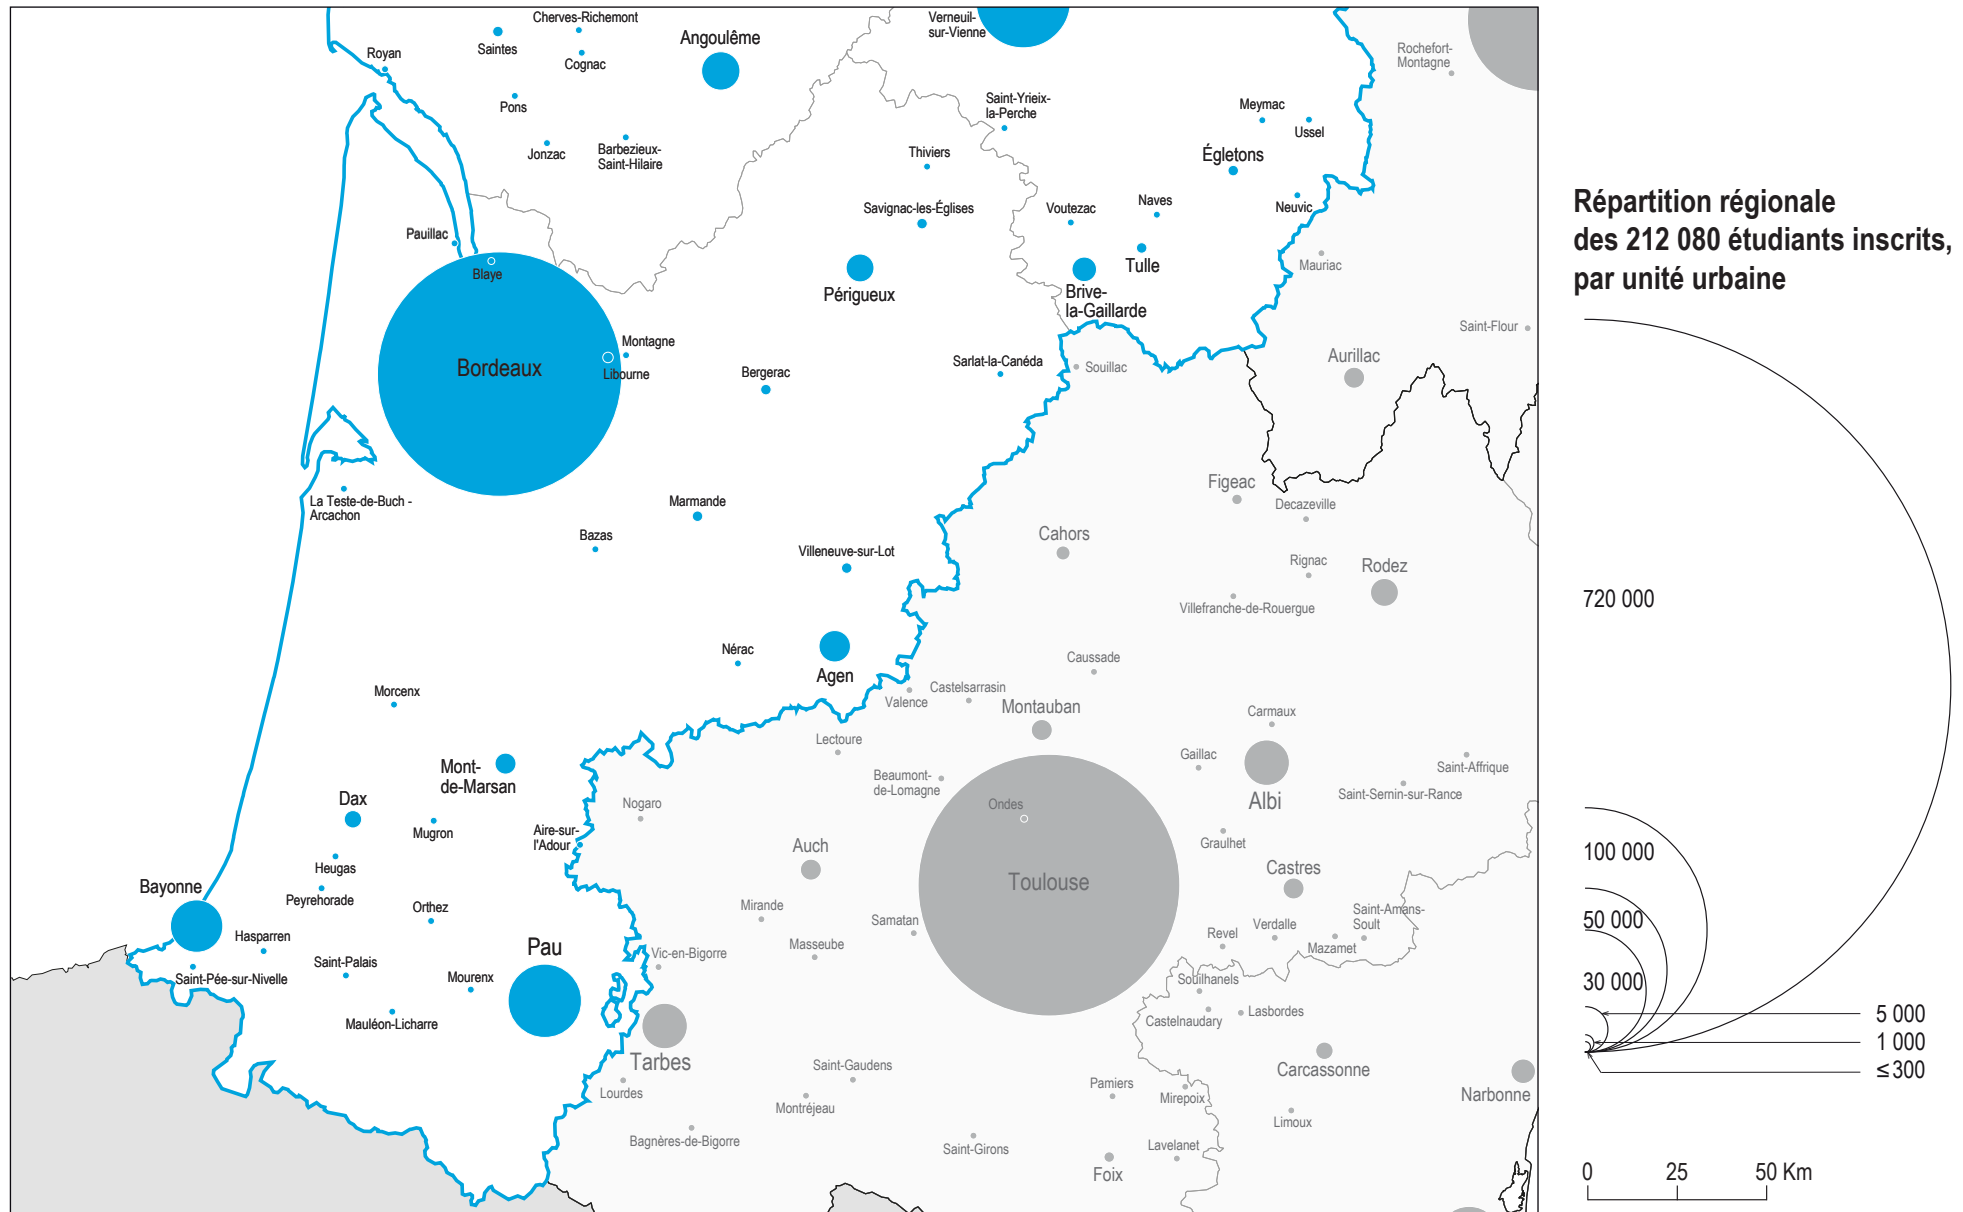 Cherves-Richemont
Saintes
Cognac
Royan
Pons
Jonzac
Barbezieux-
Saint-Hilaire
Angoulême
Verneuil-
sur-Vienne
Rochefort-
Montagne
Saint-Yrieix-
la-Perche
Meymac
Ussel
Égletons
Thiviers
Savignac-les-Églises
Voutezac
Naves
Neuvic
Pauillac
Blaye
Périgueux
Tulle
Brive-
la-Gaillarde
Mauriac
Saint-Flour
Montagne
Bordeaux
Libourne
Bergerac
Sarlat-la-Canéda
Souillac
Aurillac
La Teste-de-Buch -
Arcachon
Marmande
Bazas
Villeneuve-sur-Lot
Figeac
Decazeville
Cahors
Rignac
Rodez
Villefranche-de-Rouergue
Nérac
Agen
Caussade
Valence
Castelsarrasin
Montauban
Carmaux
Morcenx
Lectoure
Gaillac
Saint-Affrique
Mont-
de-Marsan
Beaumont-
de-Lomagne
Albi
Saint-Sernin-sur-Rance
Dax
Mugron
Aire-sur-
l'Adour
Nogaro
Ondes
Graulhet
Auch
Heugas
Peyrehorade
Bayonne
Orthez
Toulouse
Castres
Mirande
Samatan
Saint-Amans-
Soult
Verdalle
Revel
Mazamet
Hasparren
Saint-Pée-sur-Nivelle
Saint-Palais
Mourenx
Pau
Masseube
Vic-en-Bigorre
Souilhanels
Mauléon-Licharre
Castelnaudary
Lasbordes
Tarbes
Lourdes
Saint-Gaudens
Montréjeau
Pamiers
Mirepoix
Carcassonne
Narbonne
Limoux
Bagnères-de-Bigorre
Saint-Girons
Lavelanet
Foix
Répartition régionale
des 212 080 étudiants inscrits,
par unité urbaine
720 000
100 000
50 000
30 000
5 000
1 000
≤ 300
0 25 50 Km